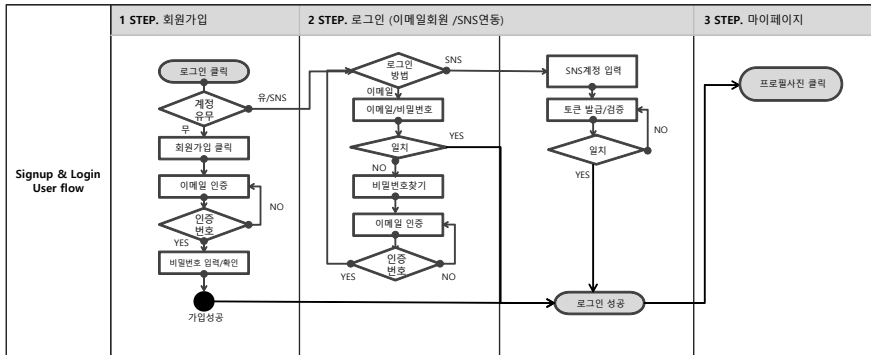 1 STEP. 회원가입
2 STEP. 로그인 (이메일회원 /SNS연동)
3 STEP. 마이페이지
Signup & Login
User flow
로그인 클릭
계정
유무
유/SNS
무
회원가입 클릭
이메일 인증
NO
인증
번호
YES
비밀번호 입력/확인
가입성공
로그인
방법
SNS
이메일
이메일/비밀번호
일치
YES
NO
비밀번호찾기
이메일 인증
인증
번호
YES
NO
SNS계정 입력
토큰 발급/검증
NO
일치
YES
로그인 성공
프로필사진 클릭